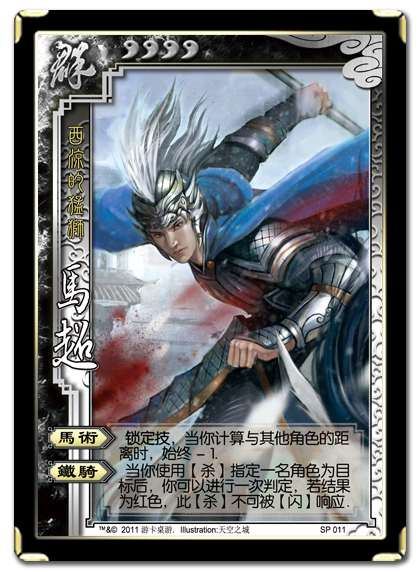 群
西涼的猛獅
馬超
馬術
锁定技，当你计算与其他角色的距
离时，始终 - 1.
鐵騎
当你使用【杀】指定一名角色为目
标后，你可以进行一次判定，若结果
为红色，此【杀】不可被【闪】响应.
™&© 2011 游卡桌游. Illustration:天空之城
SP 011